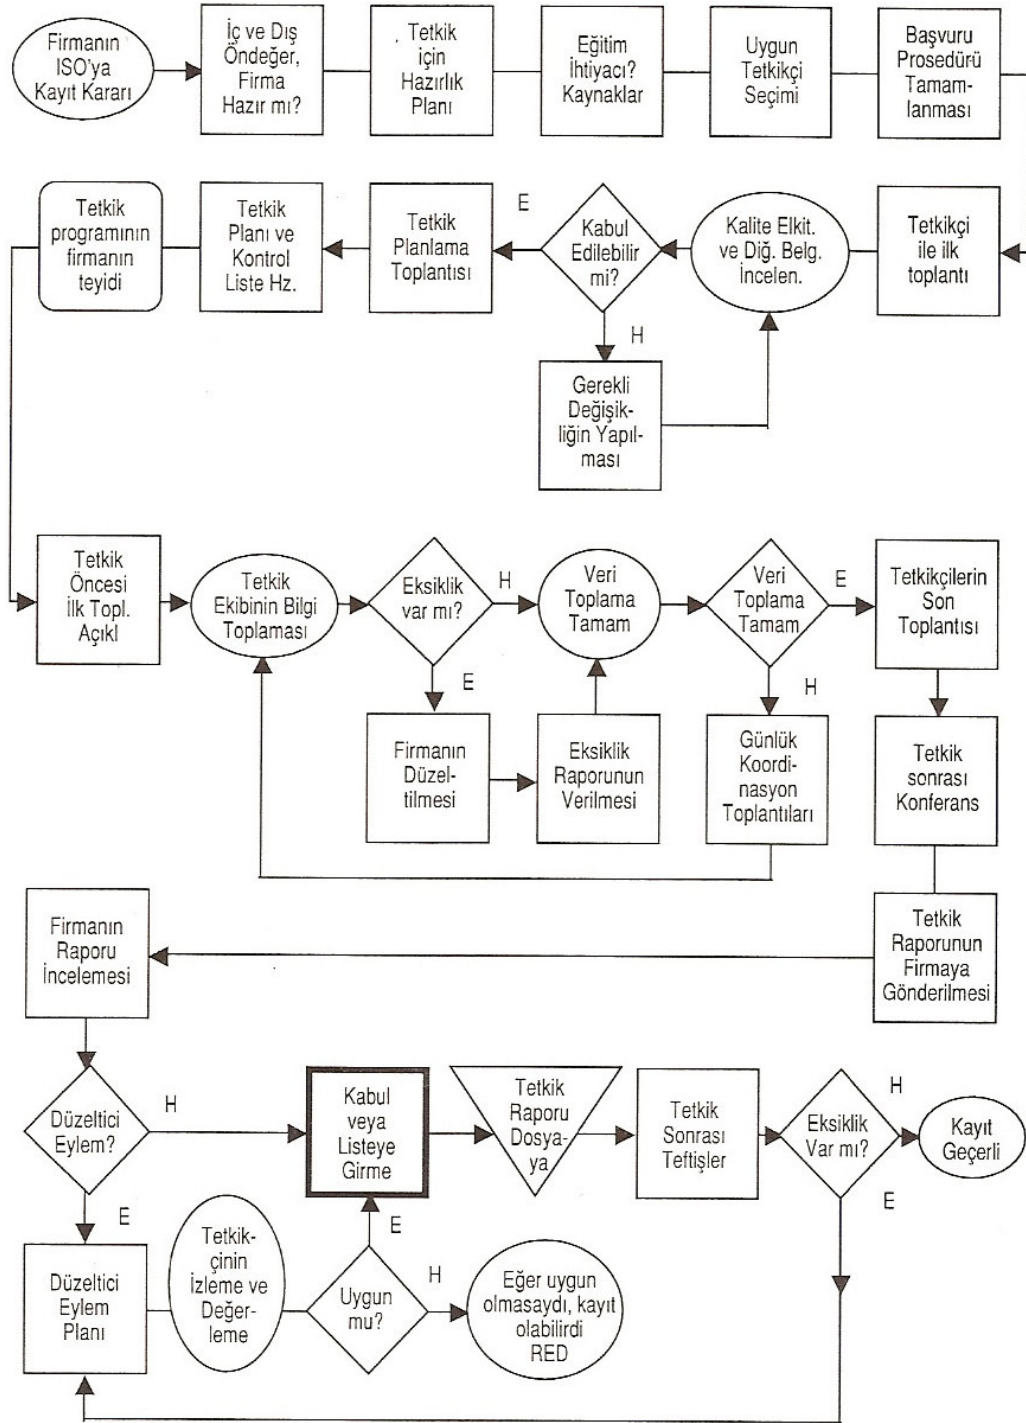 Firmanın
ISO'ya
Kayıt Kararı
İç ve Dış
Öndeğer,
Firma
Hazır mı?
Tetkik
için
Hazırlık
Planı
Eğitim
İhtiyacı?
Kaynaklar
Uygun
Tetkikçi
Seçimi
Başvuru
Prosedürü
Tamam-
lanması
Tetkikçi
ile ilk
toplantı
Kalite Elkit.
ve Diğ. Belg.
İncelen.
Kabul
Edilebilir
mi?
E
H
Gerekli
Değişik-
liğin Yapıl-
ması
Tetkik
Planlama
Toplantısı
Tetkik
Planı ve
Kontrol
Liste Hz.
Tetkik
programının
firmanın
teyidi
Tetkik
Öncesi
İlk Topl.
Açıkl
Tetkik
Ekibinin Bilgi
Toplaması
Eksiklik
var mı?
H
E
Firmanın
Düzel-
tilmesi
Eksiklik
Raporunun
Verilmesi
Veri
Toplama
Tamam
Veri
Toplama
Tamam
E
H
Günlük
Koordi-
nasyon
Toplantıları
Tetkikçilerin
Son
Toplantısı
Tetkik
sonrası
Konferans
Tetkik
Raporunun
Firmaya
Gönderilmesi
Firmanın
Raporu
İncelemesi
Düzeltici
Eylem?
H
E
Düzeltici
Eylem
Planı
Tetkik-
çinin
İzleme ve
Değer-
leme
Uygun
mu?
E
H
Eğer uygun
olmasaydı, kayıt
olabilirdi
RED
Kabul
veya
Listeye
Girme
Tetkik
Raporu
Dosya-
ya
Tetkik
Sonrası
Teftişler
Eksiklik
Var mı?
H
E
Kayıt
Geçerli